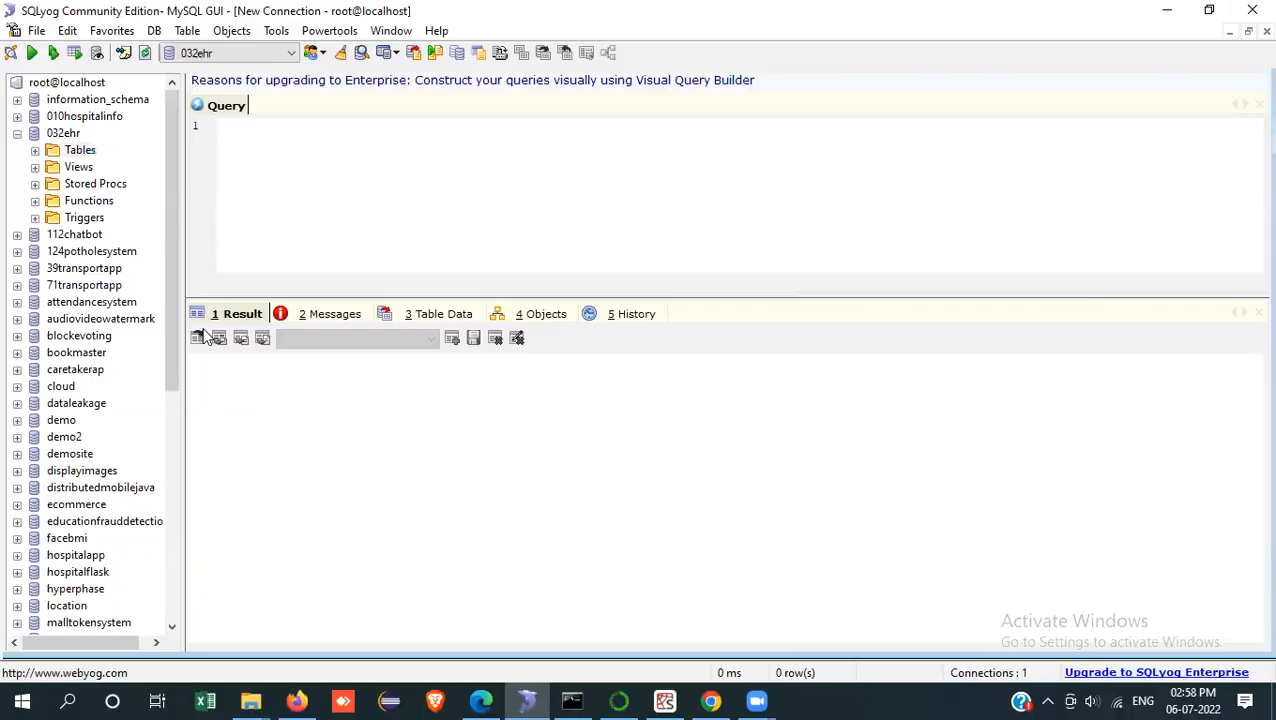 SQLyog Community Edition- MySQL GUI - [New Connection - root@localhost]
File Edit Favorites DB Table Objects Tools Powertools Window Help
032ehr
root@localhost
information_schema
010hospitalinfo
032ehr
Tables
Views
Stored Procs
Functions
Triggers
112chatbot
124potholesystem
39transportapp
71transportapp
attendancesystem
audiovideowatermark
blockevoting
bookmaster
caretakerap
cloud
dataleakage
demo
demo2
demosite
displayimages
distributedmobilejava
ecommerce
educationfrauddetectio
facebmi
hospitalapp
hospitalflask
hyperphase
location
malltokensystem
Reasons for upgrading to Enterprise: Construct your queries visually using Visual Query Builder
Query
1
1 Result 2 Messages 3 Table Data 4 Objects 5 History
Activate Windows
Go to Settings to activate Windows.
http://www.webyog.com 0 ms 0 row(s) Connections : 1 Upgrade to SQLyog Enterprise
ENG 02:58 PM
06-07-2022